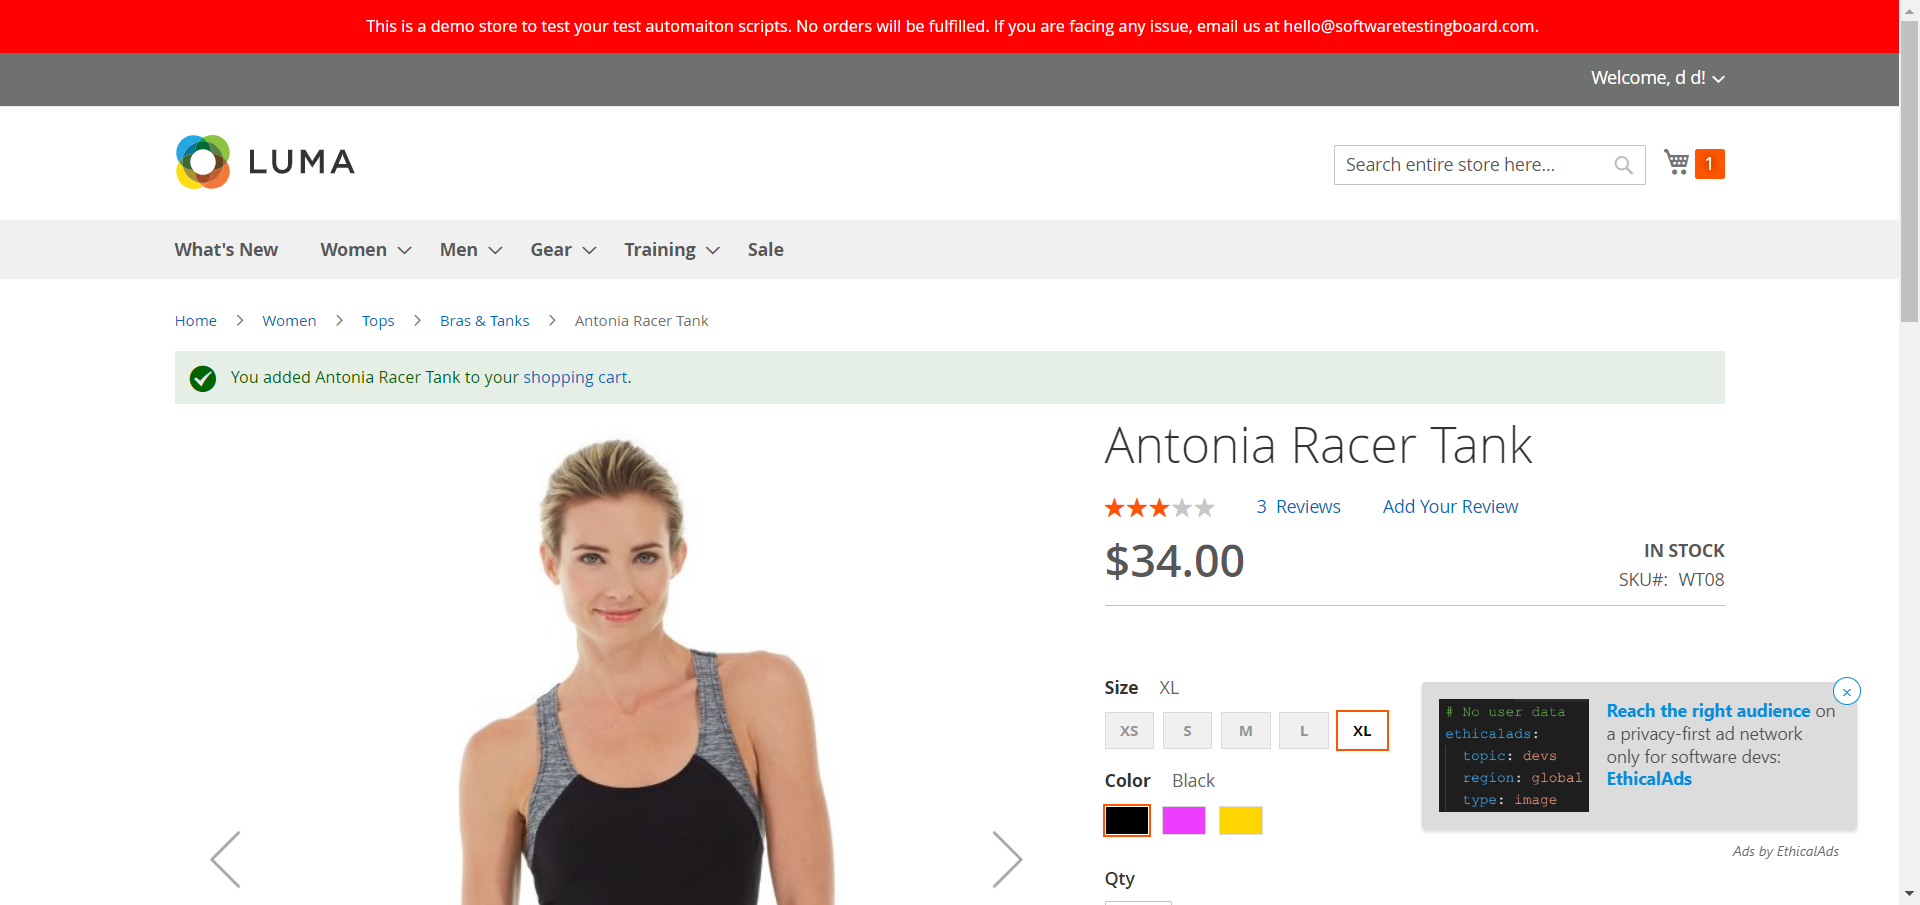 This is a demo store to test your test automaiton scripts. No orders will be fulfilled. If you are facing any issue, email us at hello@softwaretestingboard.com.
Welcome, d d!
LUMA
Search entire store here...
1
What's New
Women
Men
Gear
Training
Sale
Home
Women
Tops
Bras & Tanks
Antonia Racer Tank
You added Antonia Racer Tank to your shopping cart.
Antonia Racer Tank
3 Reviews
Add Your Review
$34.00
IN STOCK
SKU#: WT08
Size XL
XS
S
M
L
XL
Color Black
Qty
# No user data
ethicalads:
topic: devs
region: global
type: image
Reach the right audience on
a privacy-first ad network
only for software devs:
EthicalAds
×
Ads by EthicalAds